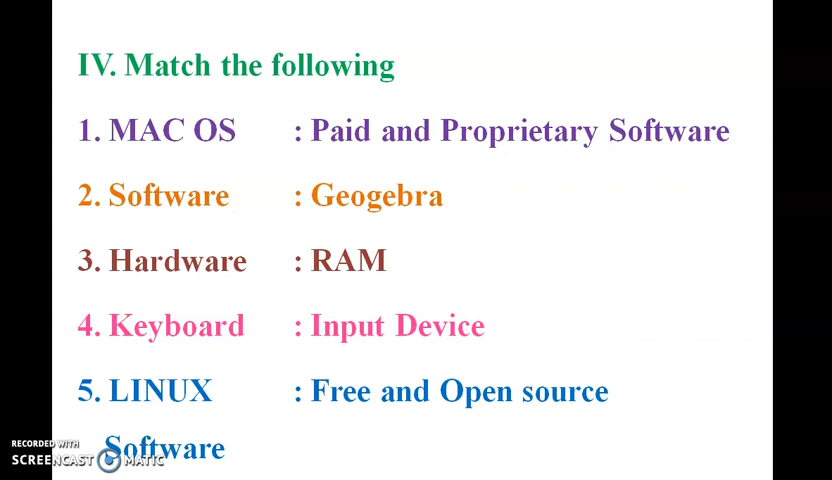 IV. Match the following
1. MAC OS : Paid and Proprietary Software
2. Software : Geogebra
3. Hardware : RAM
4. Keyboard : Input Device
5. LINUX : Free and Open source
Software
RECORDED WITH
SCREENCAST MATIC